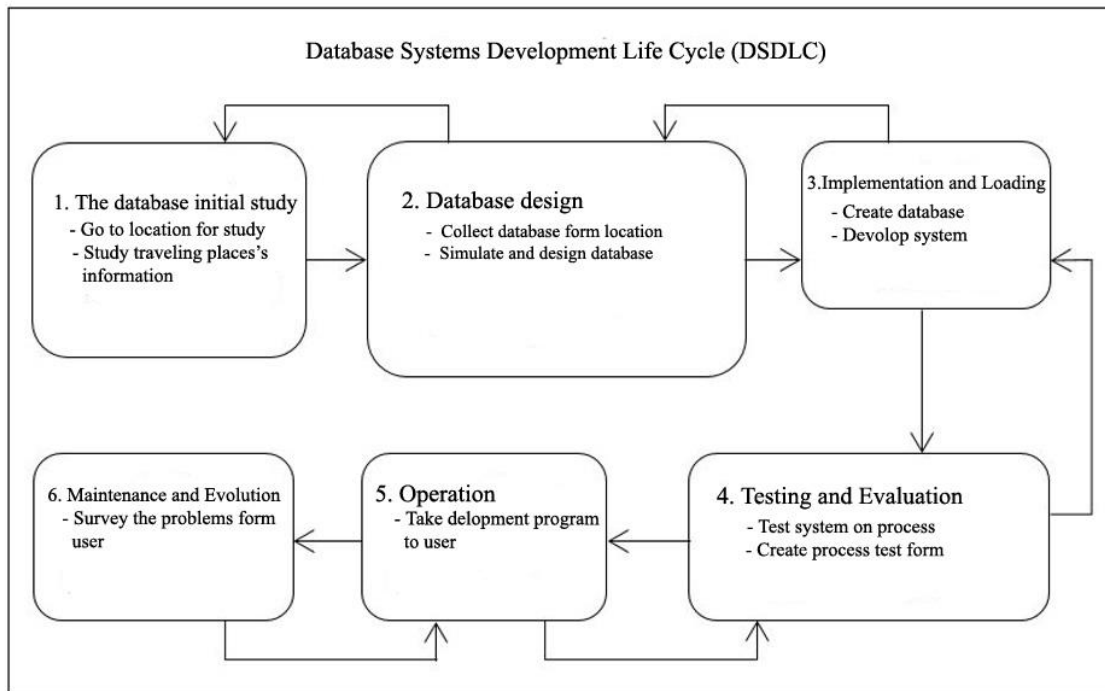 Database Systems Development Life Cycle (DSDLC)
1. The database initial study
- Go to location for study
- Study traveling places's
information
2. Database design
- Collect database form location
- Simulate and design database
3.Implementation and Loading
- Create database
- Devolop system
4. Testing and Evaluation
- Test system on process
- Create process test form
5. Operation
- Take delopment program
to user
6. Maintenance and Evolution
- Survey the problems form
user